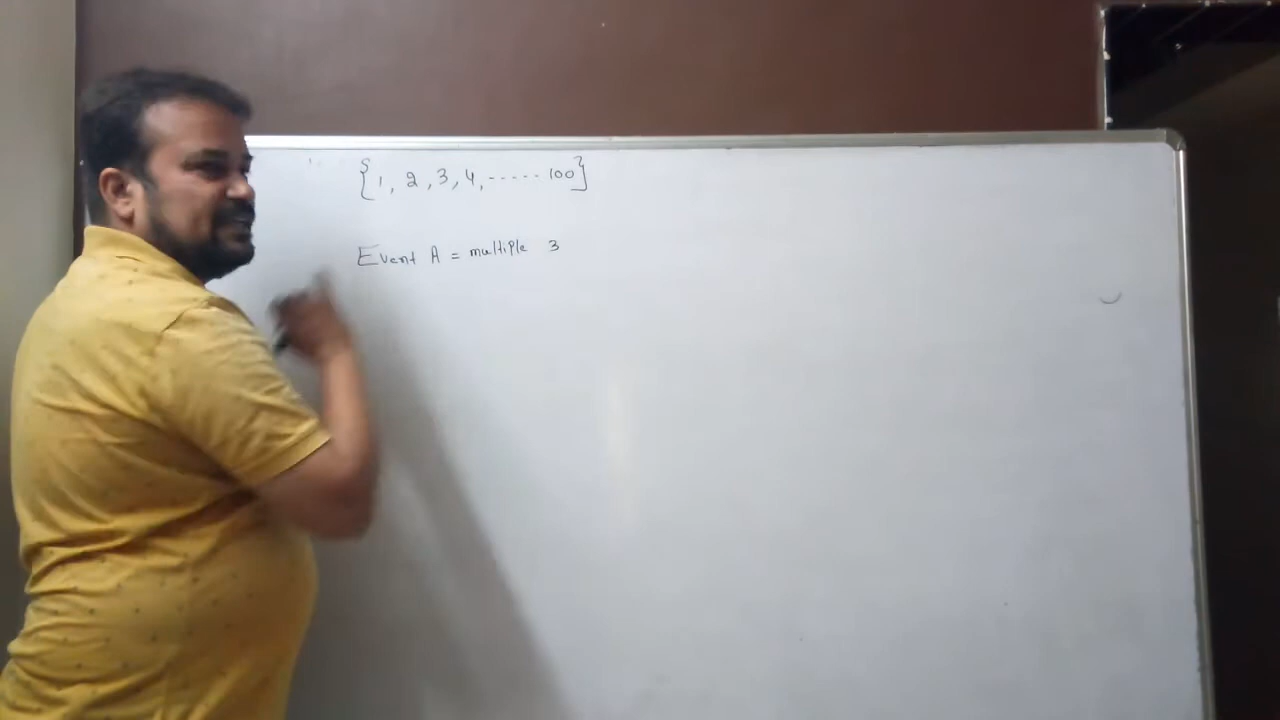 {1, 2, 3, 4, ----- 100}
Event A = multiple 3